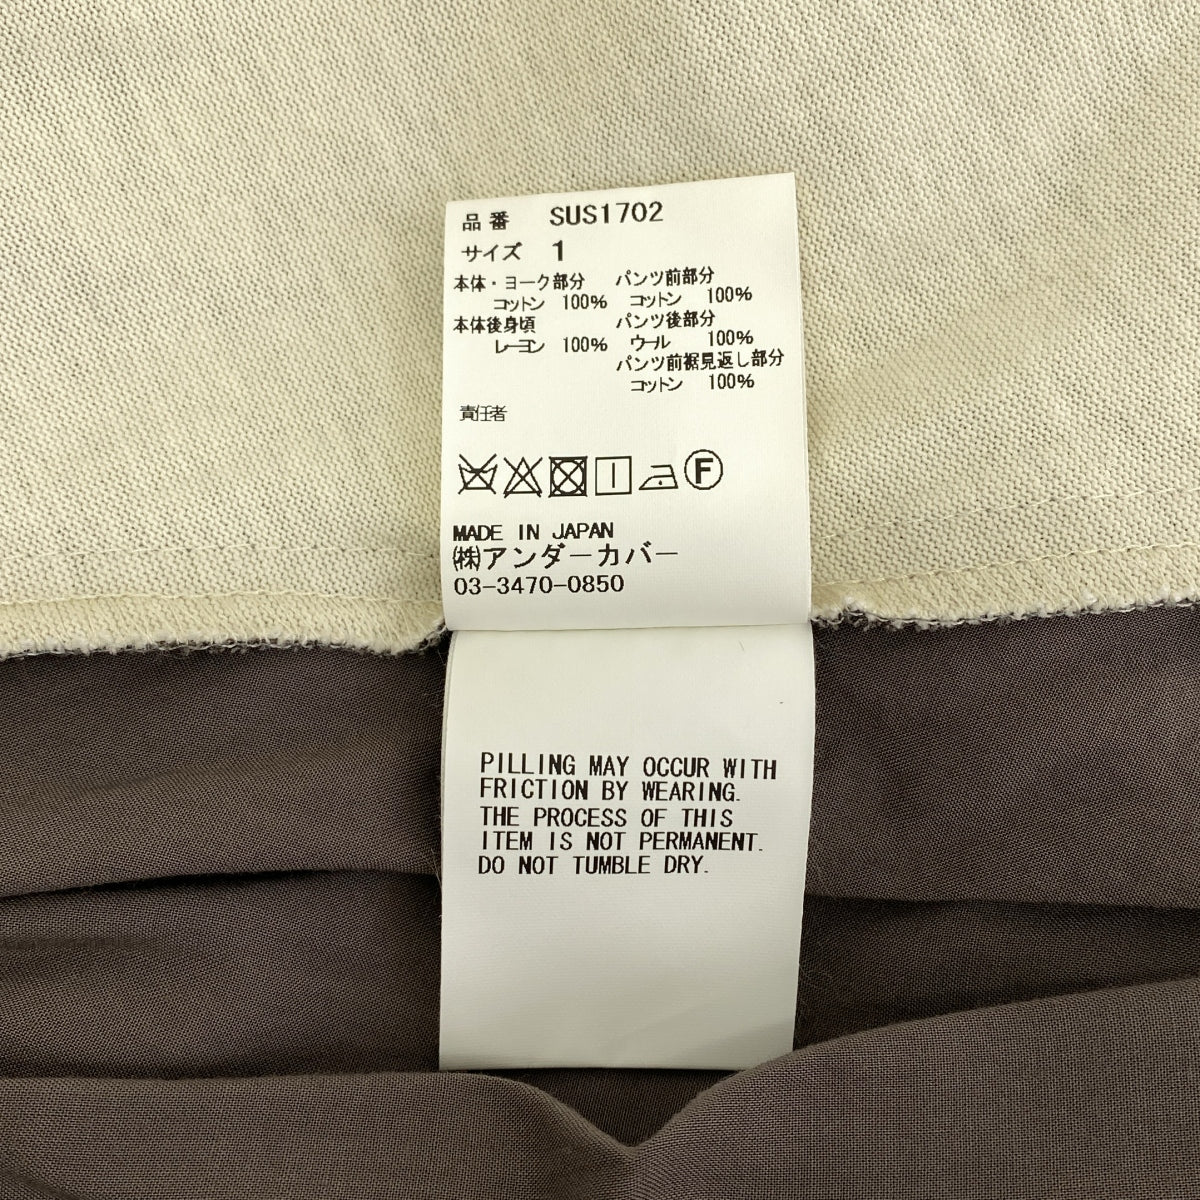 品番 SUS1702
サイズ 1
本体・ヨーク部分
コットン 100%
本体後身頃
レーヨン 100%
パンツ前部分
コットン 100%
パンツ後部分
ウール 100%
パンツ前裾見返し部分
コットン 100%
責任者
F
MADE IN JAPAN
㈱アンダーカバー
03-3470-0850
PILLING MAY OCCUR WITH
FRICTION BY WEARING.
THE PROCESS OF THIS
ITEM IS NOT PERMANENT.
DO NOT TUMBLE DRY.